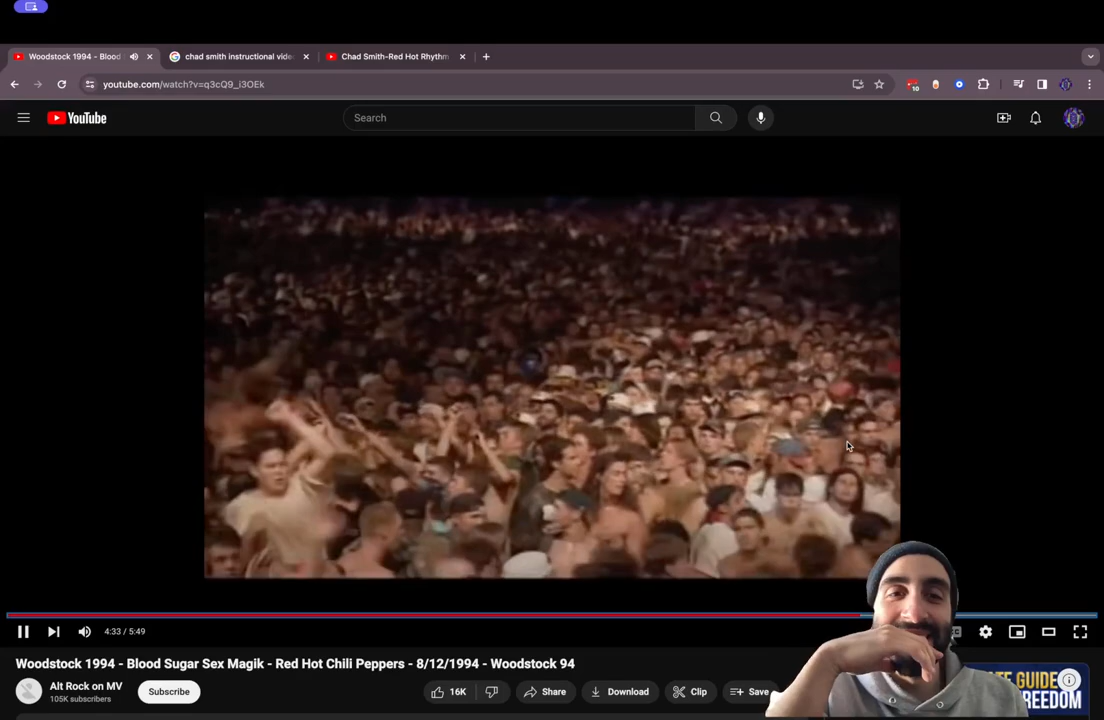 Woodstock 1994 - Blood
chad smith instructional vide
Chad Smith-Red Hot Rhythm
youtube.com/watch?v=q3cQ9_i3OEk
10
YouTube
Search
4:33 / 5:49
Woodstock 1994 - Blood Sugar Sex Magik - Red Hot Chili Peppers - 8/12/1994 - Woodstock 94
Alt Rock on MV
105K subscribers
Subscribe
16K
Share
Download
Clip
Save
GUIDE